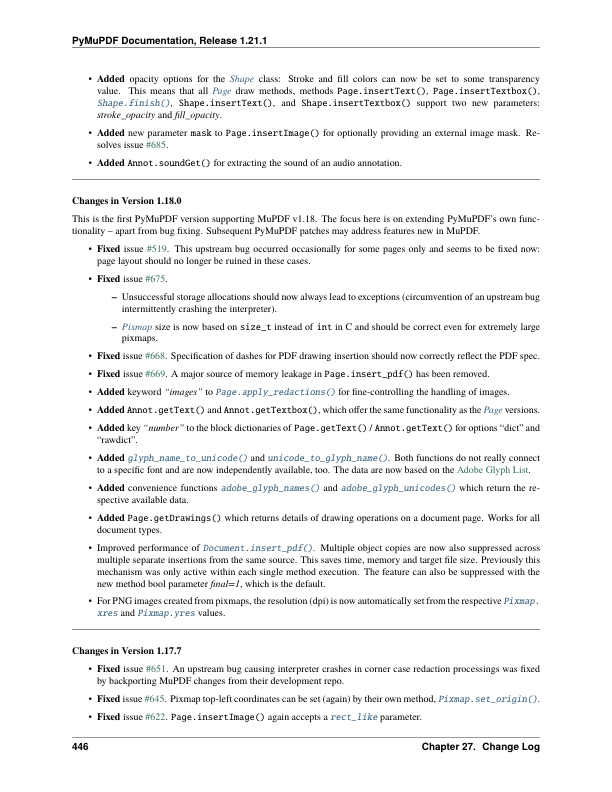 PyMuPDF Documentation, Release 1.21.1
• Added opacity options for the Shape class: Stroke and fill colors can now be set to some transparency
value. This means that all Page draw methods, methods Page.insertText(), Page.insertTextbox(),
Shape.finish(), Shape.insertText(), and Shape.insertTextbox() support two new parameters:
stroke_opacity and fill_opacity.
• Added new parameter mask to Page.insertImage() for optionally providing an external image mask. Re-
solves issue #685.
• Added Annot.soundGet() for extracting the sound of an audio annotation.
Changes in Version 1.18.0
This is the first PyMuPDF version supporting MuPDF v1.18. The focus here is on extending PyMuPDF's own func-
tionality – apart from bug fixing. Subsequent PyMuPDF patches may address features new in MuPDF.
• Fixed issue #519. This upstream bug occurred occasionally for some pages only and seems to be fixed now:
page layout should no longer be ruined in these cases.
• Fixed issue #675.
– Unsuccessful storage allocations should now always lead to exceptions (circumvention of an upstream bug
intermittently crashing the interpreter).
– Pixmap size is now based on size_t instead of int in C and should be correct even for extremely large
pixmaps.
• Fixed issue #668. Specification of dashes for PDF drawing insertion should now correctly reflect the PDF spec.
• Fixed issue #669. A major source of memory leakage in Page.insert_pdf() has been removed.
• Added keyword “images” to Page.apply_redactions() for fine-controlling the handling of images.
• Added Annot.getText() and Annot.getTextbox(), which offer the same functionality as the Page versions.
• Added key “number” to the block dictionaries of Page.getText() / Annot.getText() for options “dict” and
“rawdict”.
• Added glyph_name_to_unicode() and unicode_to_glyph_name(). Both functions do not really connect
to a specific font and are now independently available, too. The data are now based on the Adobe Glyph List.
• Added convenience functions adobe_glyph_names() and adobe_glyph_unicodes() which return the re-
spective available data.
• Added Page.getDrawings() which returns details of drawing operations on a document page. Works for all
document types.
• Improved performance of Document.insert_pdf(). Multiple object copies are now also suppressed across
multiple separate insertions from the same source. This saves time, memory and target file size. Previously this
mechanism was only active within each single method execution. The feature can also be suppressed with the
new method bool parameter final=1, which is the default.
• For PNG images created from pixmaps, the resolution (dpi) is now automatically set from the respective Pixmap.
xres and Pixmap.yres values.
Changes in Version 1.17.7
• Fixed issue #651. An upstream bug causing interpreter crashes in corner case redaction processings was fixed
by backporting MuPDF changes from their development repo.
• Fixed issue #645. Pixmap top-left coordinates can be set (again) by their own method, Pixmap.set_origin().
• Fixed issue #622. Page.insertImage() again accepts a rect_like parameter.
446 Chapter 27. Change Log